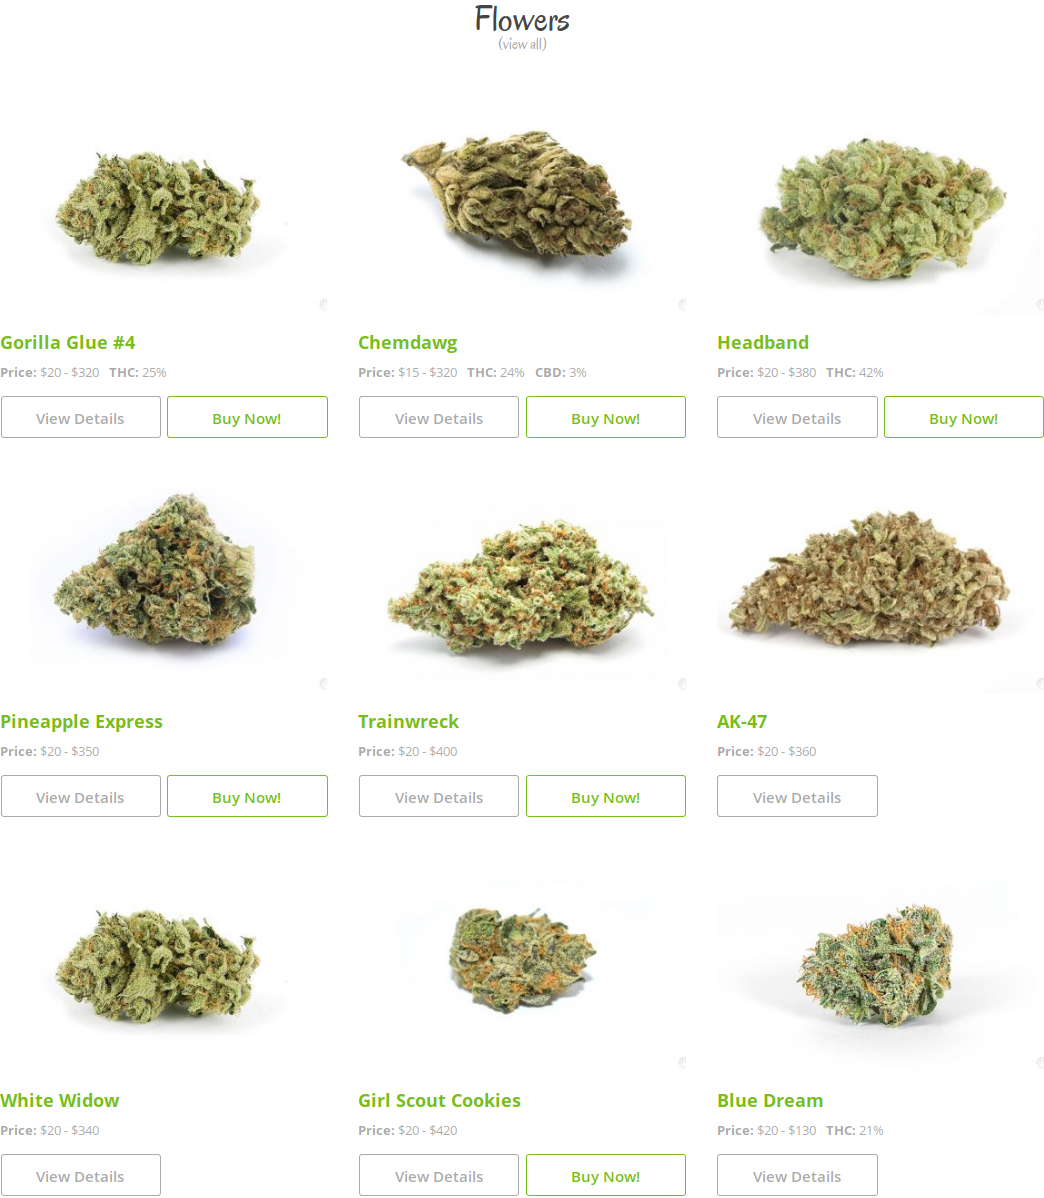 Flowers
(view all)
Gorilla Glue #4
Price: $20 - $320 THC: 25%
View Details
Buy Now!
Chemdawg
Price: $15 - $320 THC: 24% CBD: 3%
View Details
Buy Now!
Headband
Price: $20 - $380 THC: 42%
View Details
Buy Now!
Pineapple Express
Price: $20 - $350
View Details
Buy Now!
Trainwreck
Price: $20 - $400
View Details
Buy Now!
AK-47
Price: $20 - $360
View Details
White Widow
Price: $20 - $340
View Details
Girl Scout Cookies
Price: $20 - $420
View Details
Buy Now!
Blue Dream
Price: $20 - $130 THC: 21%
View Details